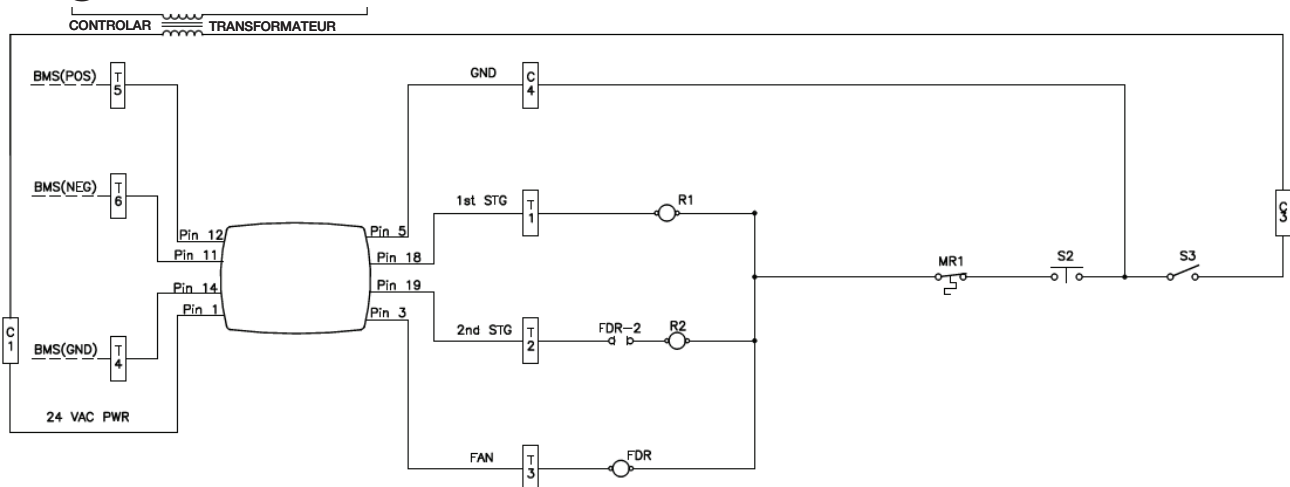 CONTROLAR TRANSFORMATEUR
BMS(POS) T 5
GND C 4
BMS(NEG) T 6
1st STG T 1 R1
C 3
Pin 12
Pin 5
Pin 11
Pin 18
MR1 S2 S3
Pin 14
Pin 19
Pin 1
Pin 3
C 1
BMS(GND) T 4
2nd STG T 2 FDR-2 R2
24 VAC PWR
FAN T 3 FDR